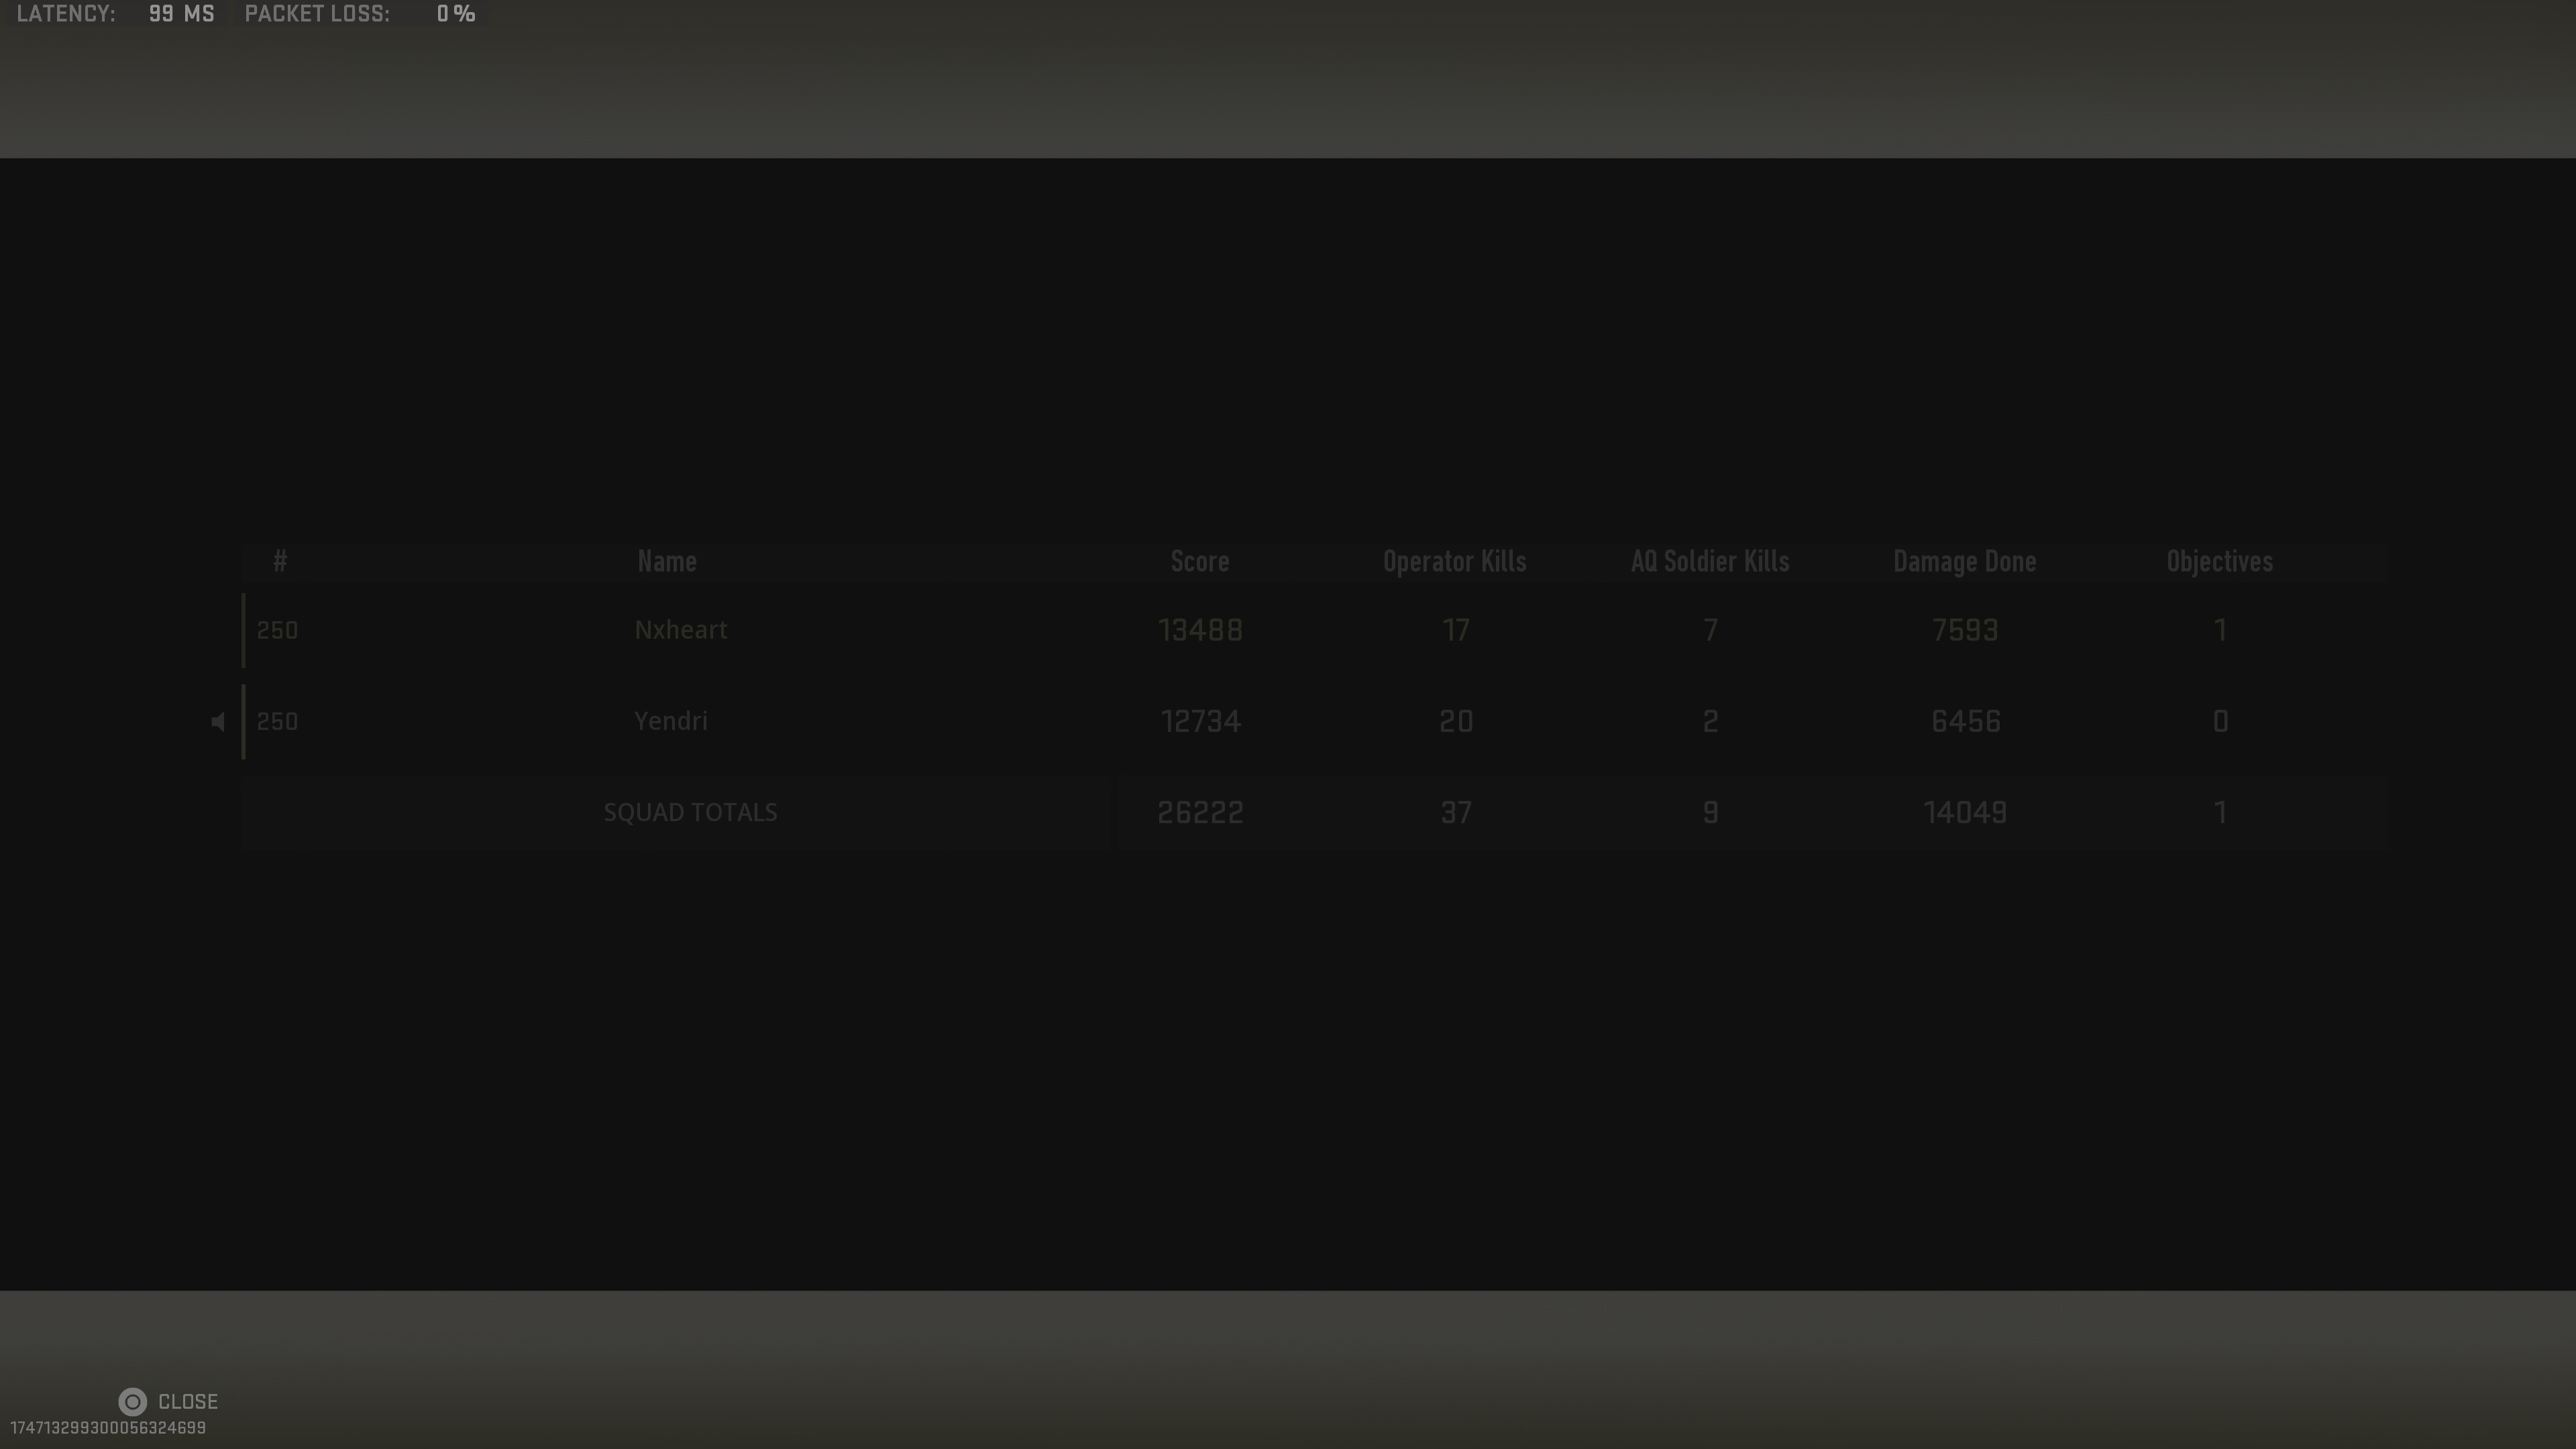 LATENCY: 99 MS PACKET LOSS: 0%
# Name Score Operator Kills AQ Soldier Kills Damage Done Objectives
250 Nxheart 13488 17 7 7593 1
250 Yendri 12734 20 2 6456 0
SQUAD TOTALS 26222 37 9 14049 1
CLOSE
174713299300056324699